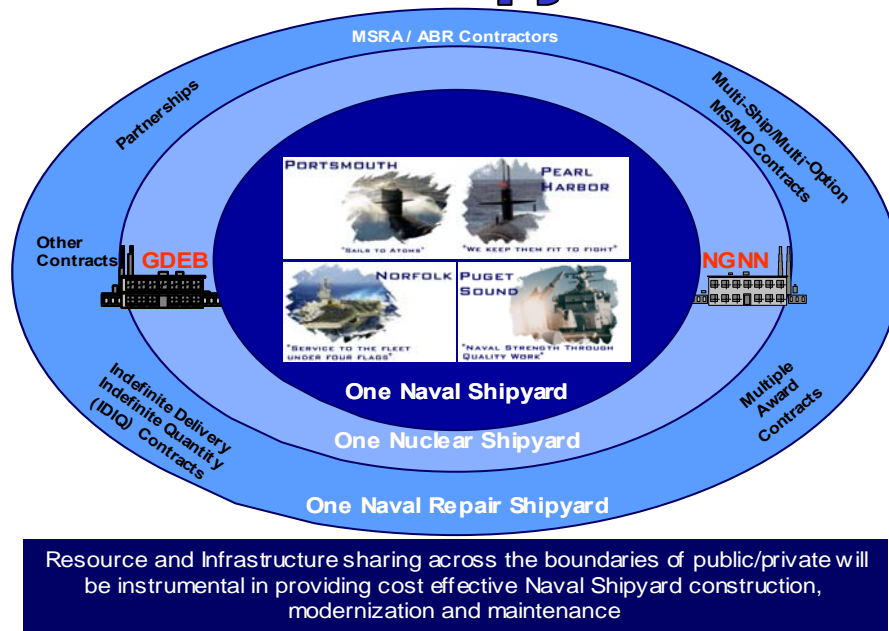 MSRA / ABR Contractors
Partnerships
Multi-Ship/Multi-Option
MS/MO Contracts
PORTSMOUTH
"SAILS TO ATOMS"
PEARL
HARBOR
"WE KEEP THEM FIT TO FIGHT"
Other
Contracts
GDEB
NGNN
NORFOLK
"SERVICE TO THE FLEET
UNDER FOUR FLAGS"
PUGET
SOUND
"NAVAL STRENGTH THROUGH
QUALITY WORK"
One Naval Shipyard
Indefinite Delivery
Indefinite Quantity
(IDIQ) Contracts
Multiple
Award
Contracts
One Nuclear Shipyard
One Naval Repair Shipyard
Resource and Infrastructure sharing across the boundaries of public/private will
be instrumental in providing cost effective Naval Shipyard construction,
modernization and maintenance